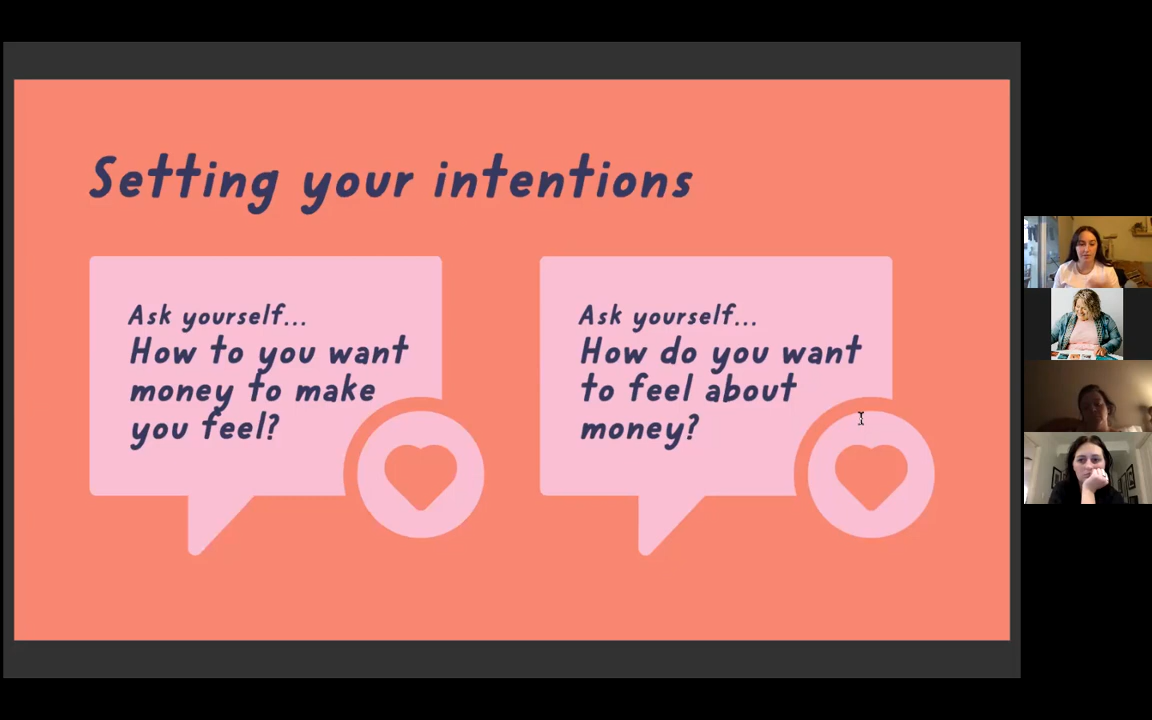 Setting your intentions
Ask yourself...
How to you want
money to make
you feel?
Ask yourself...
How do you want
to feel about
money?